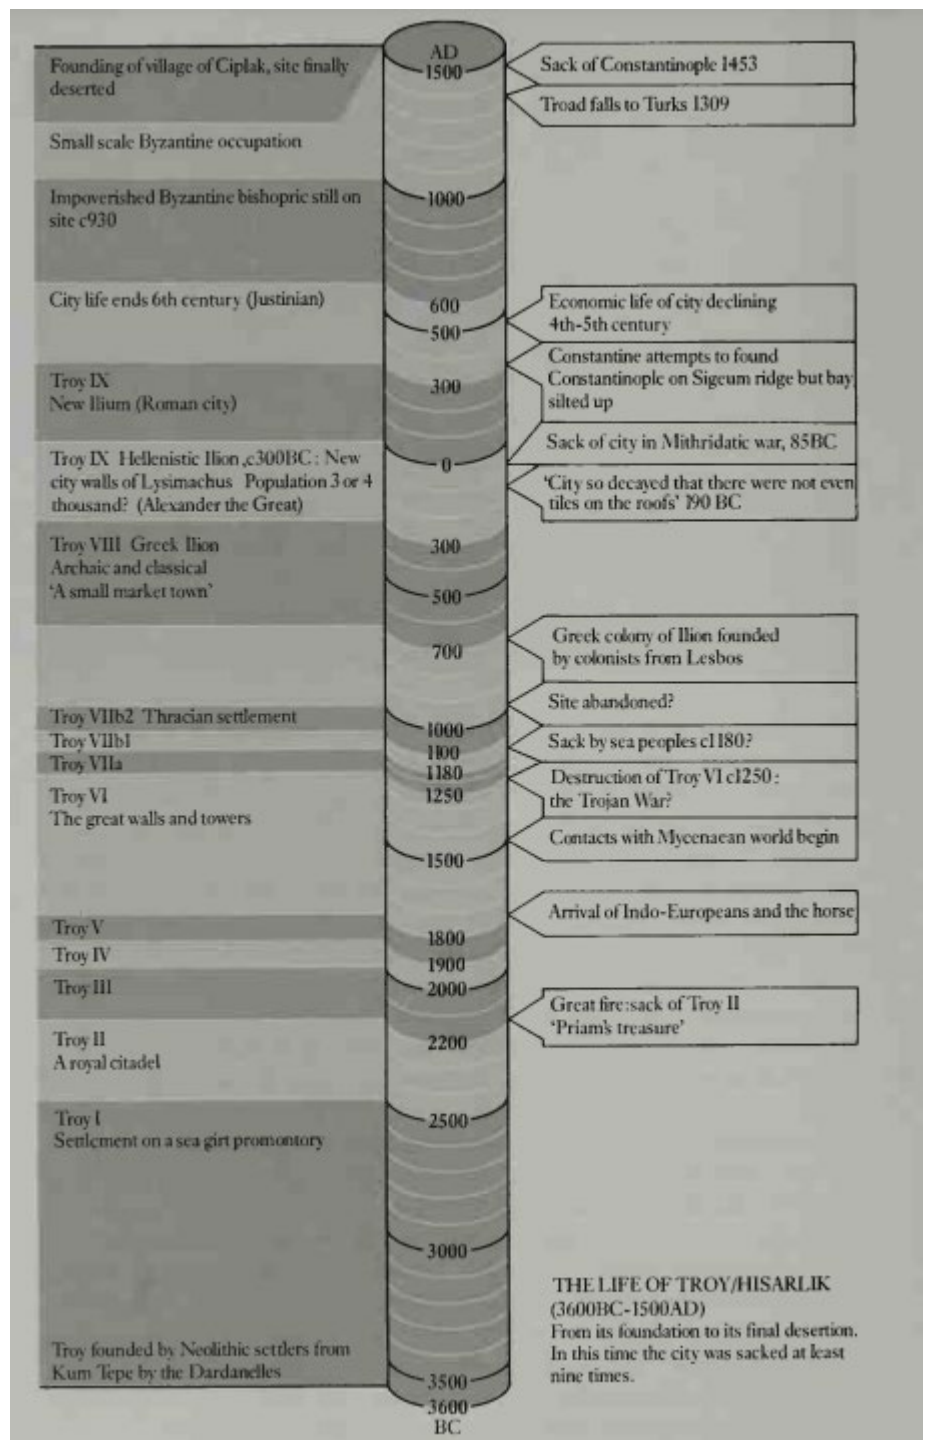 Founding of village of Ciplak, site finally
deserted
Small scale Byzantine occupation
Impoverished Byzantine bishopric still on
site c930
City life ends 6th century (Justinian)
Troy IX
New Ilium (Roman city)
Troy IX Hellenistic Ilion, c300BC : New
city walls of Lysimachus Population 3 or 4
thousand? (Alexander the Great)
Troy VIII Greek Ilion
Archaic and classical
'A small market town'
Troy VIIb2 Thracian settlement
Troy VIIb1
Troy VIIa
Troy VI
The great walls and towers
Troy V
Troy IV
Troy III
Troy II
A royal citadel
Troy I
Settlement on a sea girt promontory
Troy founded by Neolithic settlers from
Kum Tepe by the Dardanelles
AD
1500
1000
600
500
300
0
300
500
700
1000
1100
1180
1250
1500
1800
1900
2000
2200
2500
3000
3500
3600
BC
Sack of Constantinople 1453
Troad falls to Turks 1309
Economic life of city declining
4th-5th century
Constantine attempts to found
Constantinople on Sigeum ridge but bay
silted up
Sack of city in Mithridatic war, 85BC
'City so decayed that there were not even
tiles on the roofs' 190 BC
Greek colony of Ilion founded
by colonists from Lesbos
Site abandoned?
Sack by sea peoples c1180?
Destruction of Troy VI c1250 :
the Trojan War?
Contacts with Mycenaean world begin
Arrival of Indo-Europeans and the horse
Great fire:sack of Troy II
'Priam's treasure'
THE LIFE OF TROY/HISARLIK
(3600BC-1500AD)
From its foundation to its final desertion.
In this time the city was sacked at least
nine times.